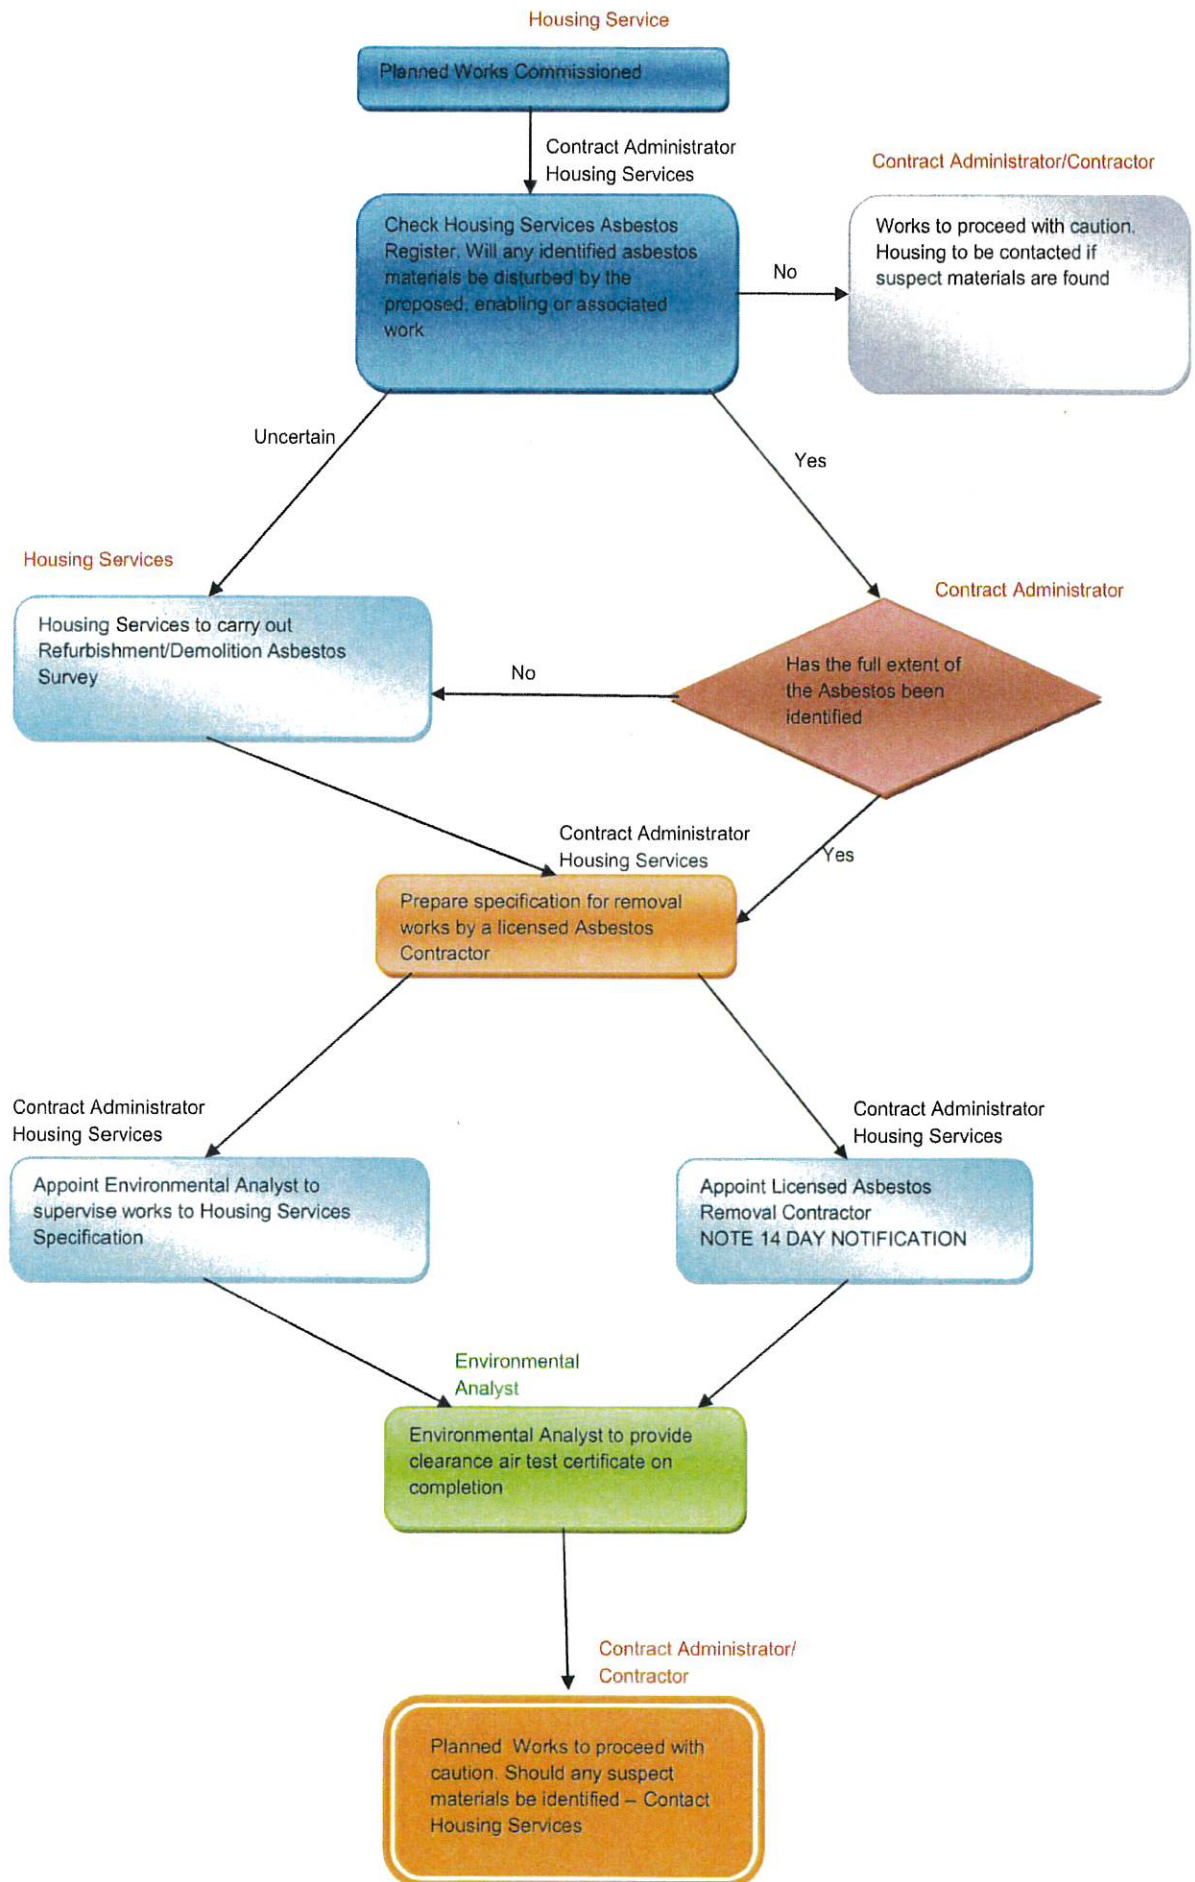 Housing Service
Planned Works Commissioned
Contract Administrator
Housing Services
Contract Administrator/Contractor
Check Housing Services Asbestos
Register. Will any identified asbestos
materials be disturbed by the
proposed, enabling or associated
work
No
Works to proceed with caution.
Housing to be contacted if
suspect materials are found
Uncertain
Yes
Housing Services
Housing Services to carry out
Refurbishment/Demolition Asbestos
Survey
No
Contract Administrator
Has the full extent of
the Asbestos been
identified
Yes
Contract Administrator
Housing Services
Prepare specification for removal
works by a licensed Asbestos
Contractor
Contract Administrator
Housing Services
Appoint Environmental Analyst to
supervise works to Housing Services
Specification
Contract Administrator
Housing Services
Appoint Licensed Asbestos
Removal Contractor
NOTE 14 DAY NOTIFICATION
Environmental
Analyst
Environmental Analyst to provide
clearance air test certificate on
completion
Contract Administrator/
Contractor
Planned  Works to proceed with
caution. Should any suspect
materials be identified – Contact
Housing Services